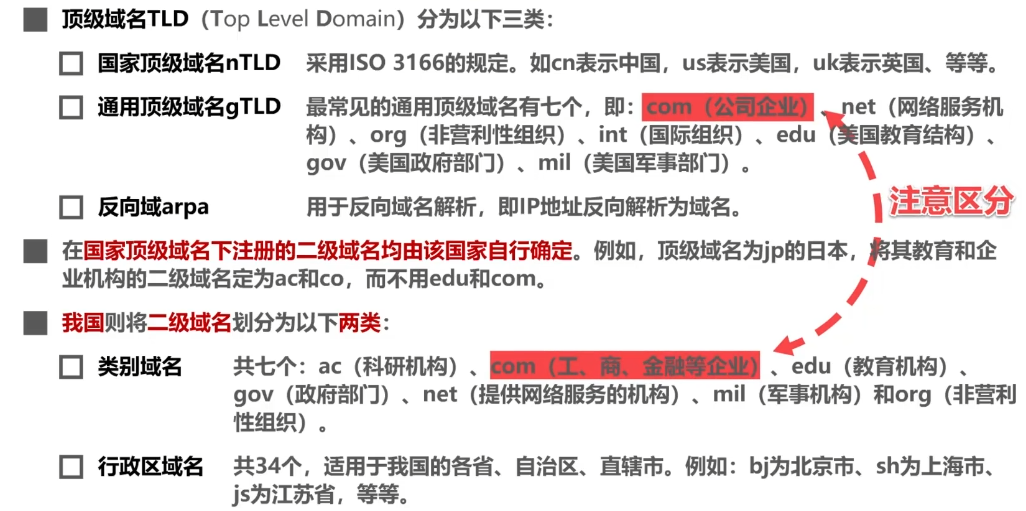 顶级域名TLD（Top Level Domain）分为以下三类：
国家顶级域名nTLD 采用ISO 3166的规定。如cn表示中国，us表示美国，uk表示英国、等等。
通用顶级域名gTLD 最常见的通用顶级域名有七个，即：com（公司企业）、net（网络服务机
构）、org（非营利性组织）、int（国际组织）、edu（美国教育结构）、
gov（美国政府部门）、mil（美国军事部门）。
注意区分
反向域arpa 用于反向域名解析，即IP地址反向解析为域名。
在国家顶级域名下注册的二级域名均由该国家自行确定。例如，顶级域名为jp的日本，将其教育和企
业机构的二级域名定为ac和co，而不用edu和com。
我国则将二级域名划分为以下两类：
类别域名 共七个：ac（科研机构）、com（工、商、金融等企业）、edu（教育机构）、
gov（政府部门）、net（提供网络服务的机构）、mil（军事机构）和org（非营利
性组织）。
行政区域名 共34个，适用于我国的各省、自治区、直辖市。例如：bj为北京市、sh为上海市、
js为江苏省，等等。